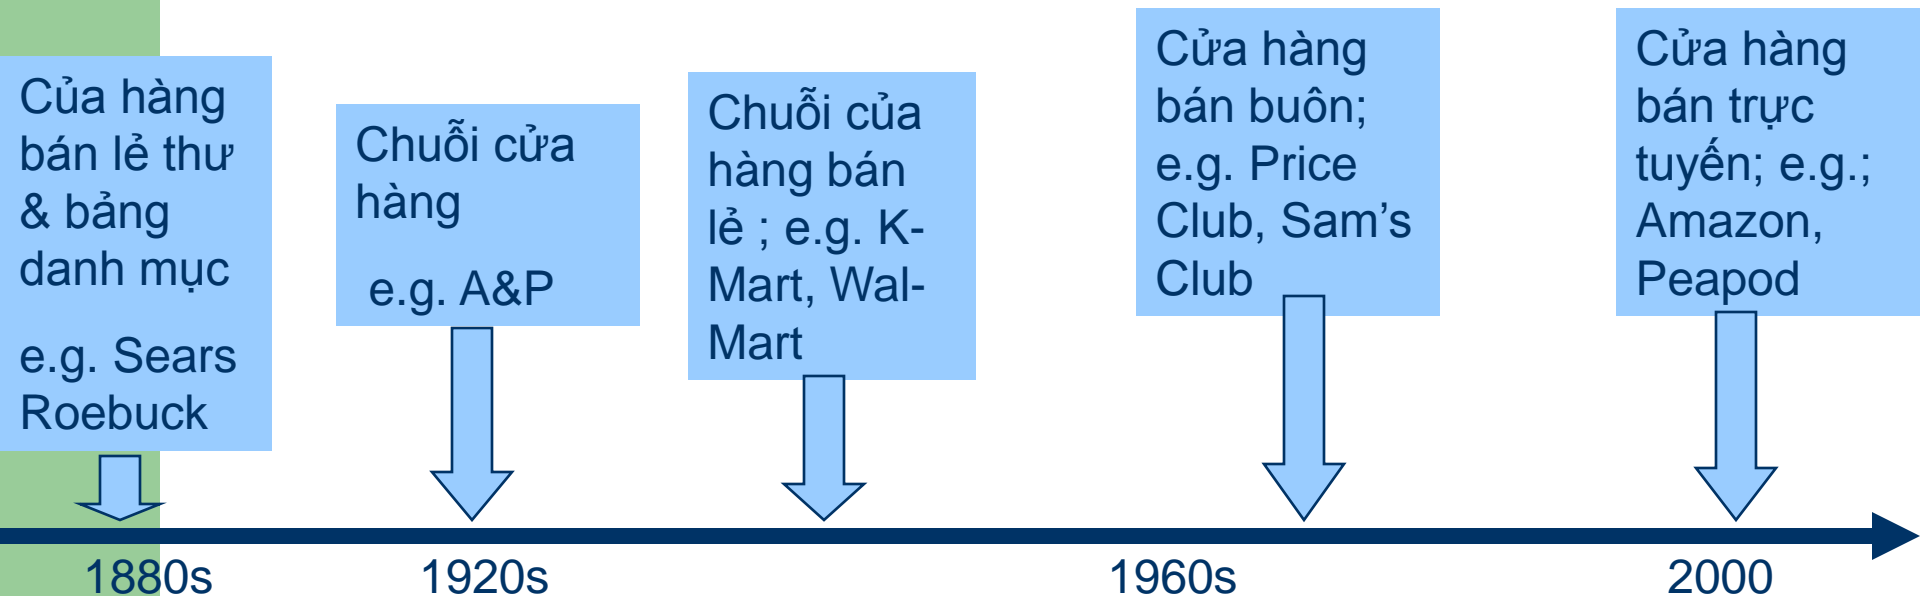 Của hàng
bán lẻ thư
& bảng
danh mục
e.g. Sears
Roebuck
Chuỗi cửa
hàng
e.g. A&P
Chuỗi của
hàng bán
lẻ ; e.g. K-
Mart, Wal-
Mart
Cửa hàng
bán buôn;
e.g. Price
Club, Sam’s
Club
Cửa hàng
bán trực
tuyến; e.g.;
Amazon,
Peapod
1880s
1920s
1960s
2000